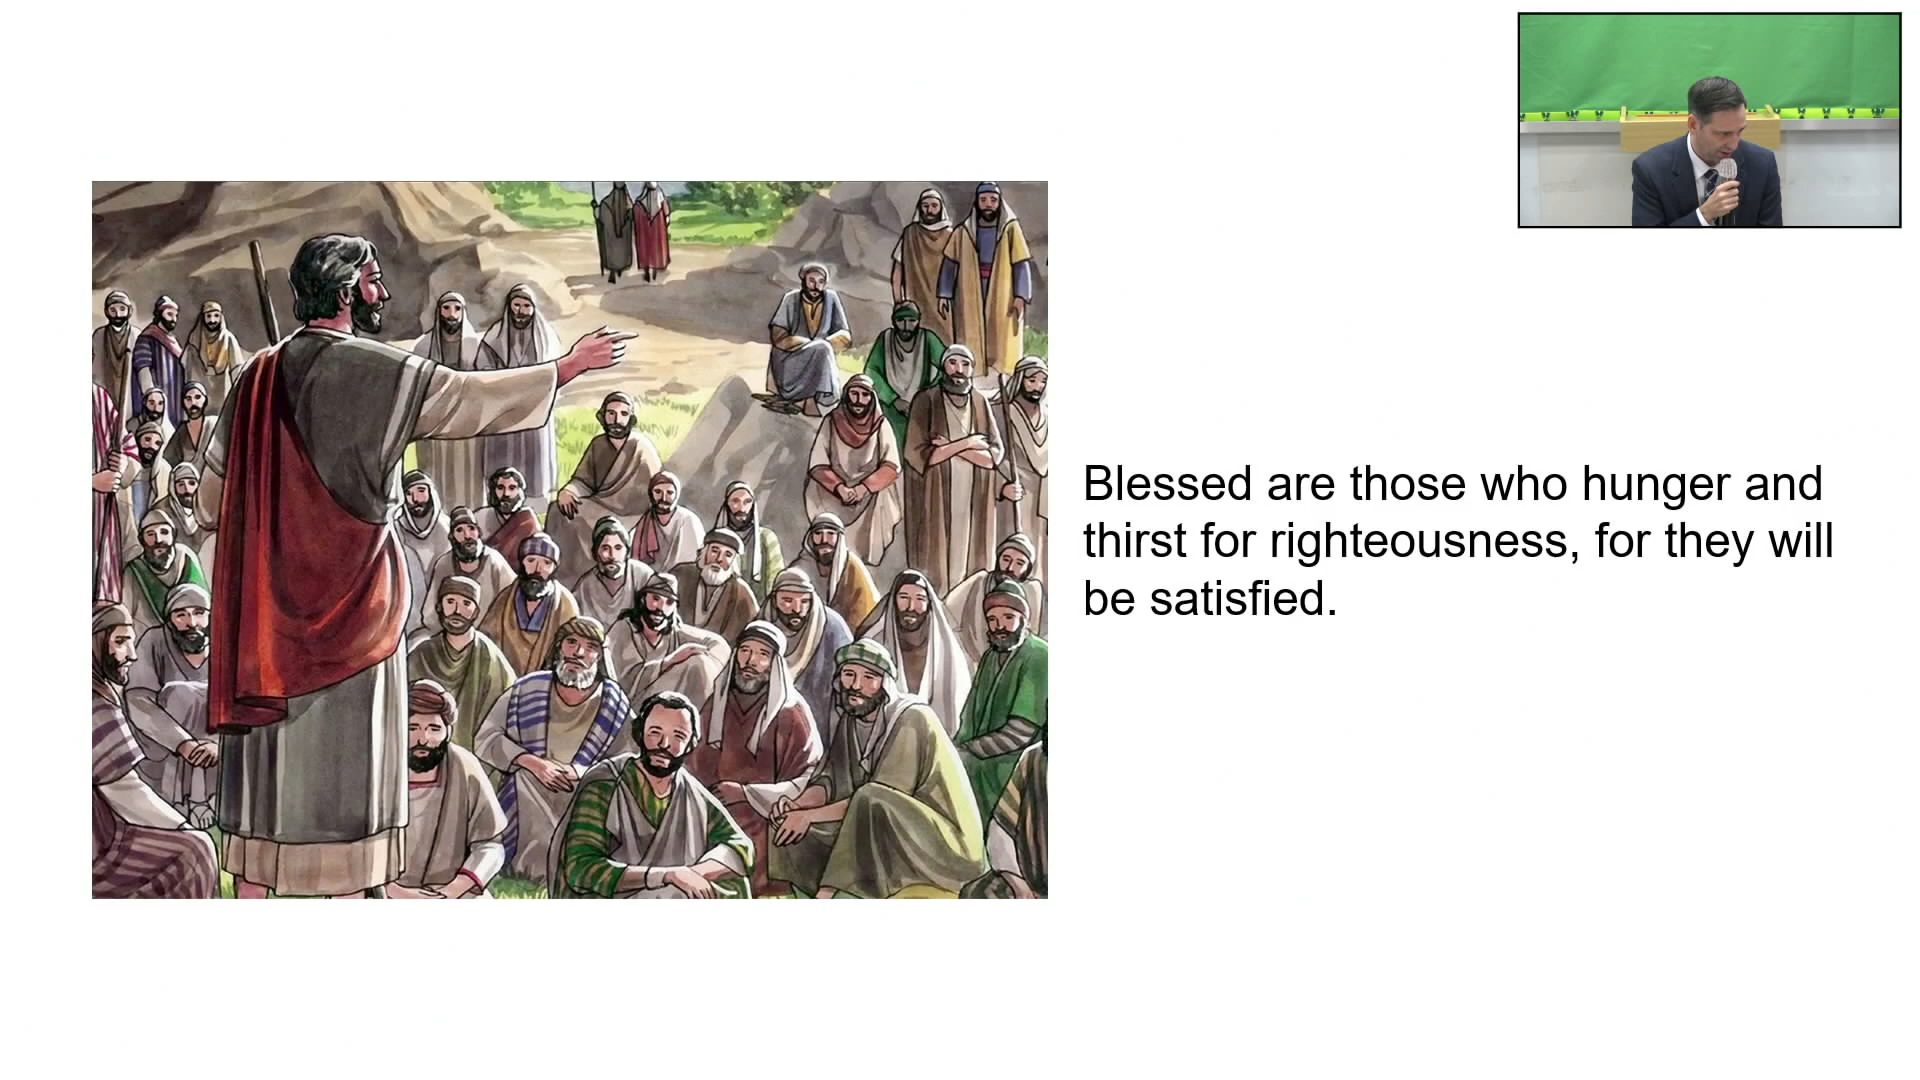 Blessed are those who hunger and
thirst for righteousness, for they will
be satisfied.